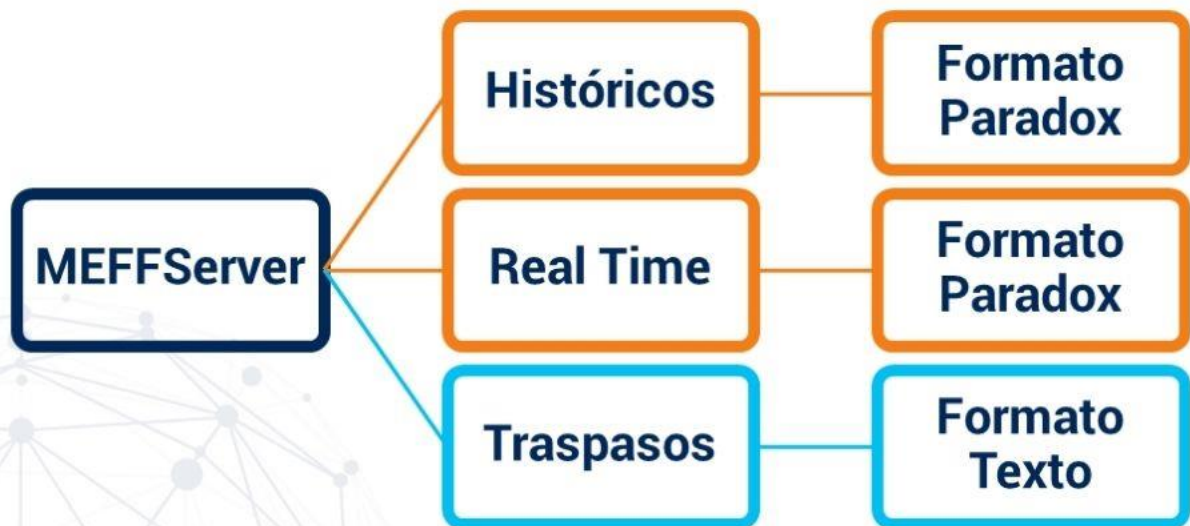 MEFFServer
Históricos
Formato
Paradox
Real Time
Formato
Paradox
Traspasos
Formato
Texto